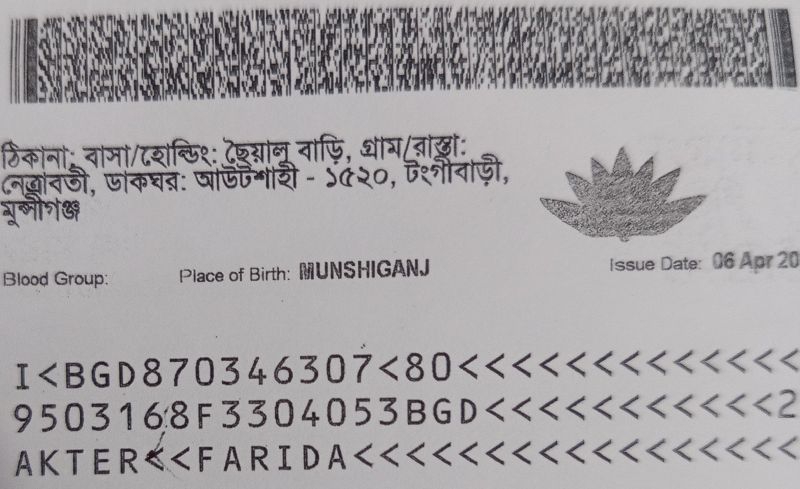 ঠিকানা: বাসা/হোল্ডিং: ছৈয়াল বাড়ি, গ্রাম/রাস্তা:
নেত্রাবতী, ডাকঘর: আউটশাহী - ১৫২০, টংগীবাড়ী,
মুন্সীগঞ্জ
Blood Group: Place of Birth: MUNSHIGANJ Issue Date: 06 Apr 20
I<BGD870346307<80<<<<<<<<<<<<<<
9503168F3304053BGD<<<<<<<<<<<2
AKTER<<FARIDA<<<<<<<<<<<<<<<<<